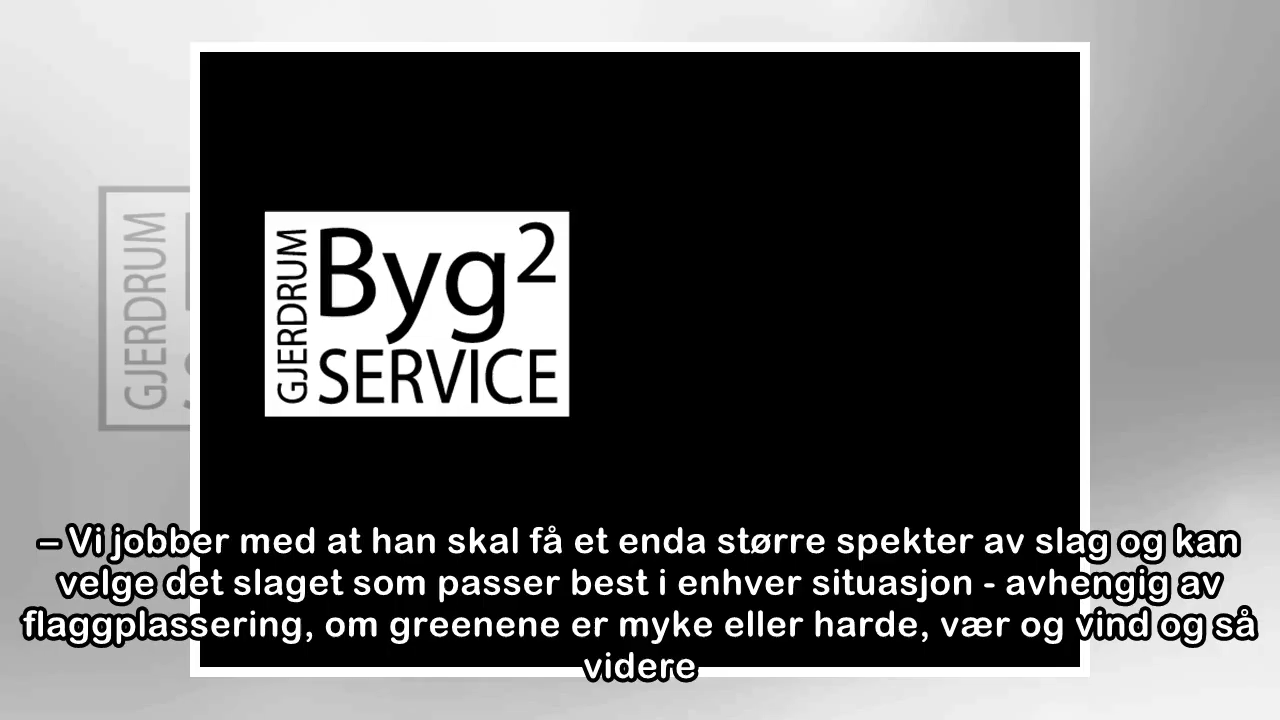 GJERDRUM
Byg²
SERVICE
GJERDRUM
– Vi jobber med at han skal få et enda større spekter av slag og kan
velge det slaget som passer best i enhver situasjon - avhengig av
flaggplassering, om greenene er myke eller harde, vær og vind og så
videre